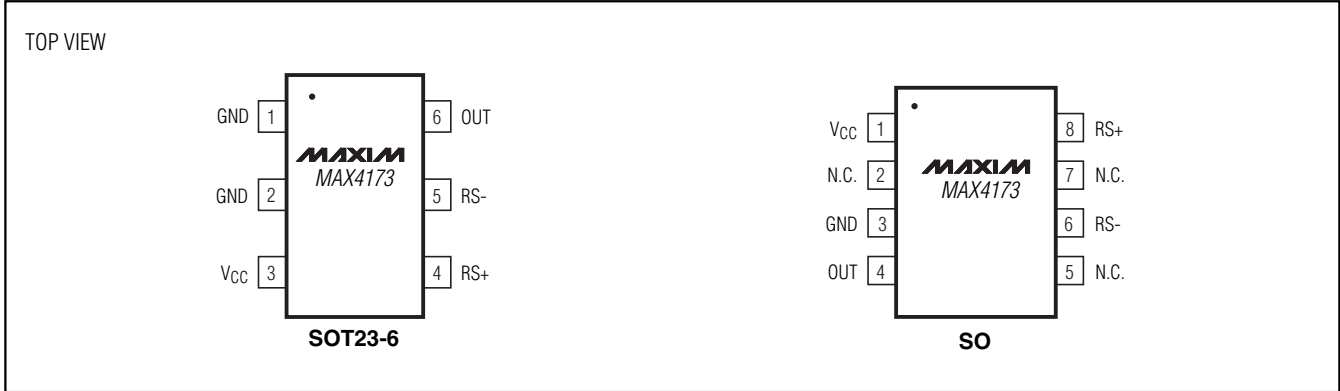 TOP VIEW
GND 1
6 OUT
MAXIM
MAX4173
GND 2
5 RS-
VCC 3
4 RS+
SOT23-6
VCC 1
8 RS+
N.C. 2
7 N.C.
MAXIM
MAX4173
GND 3
6 RS-
OUT 4
5 N.C.
SO